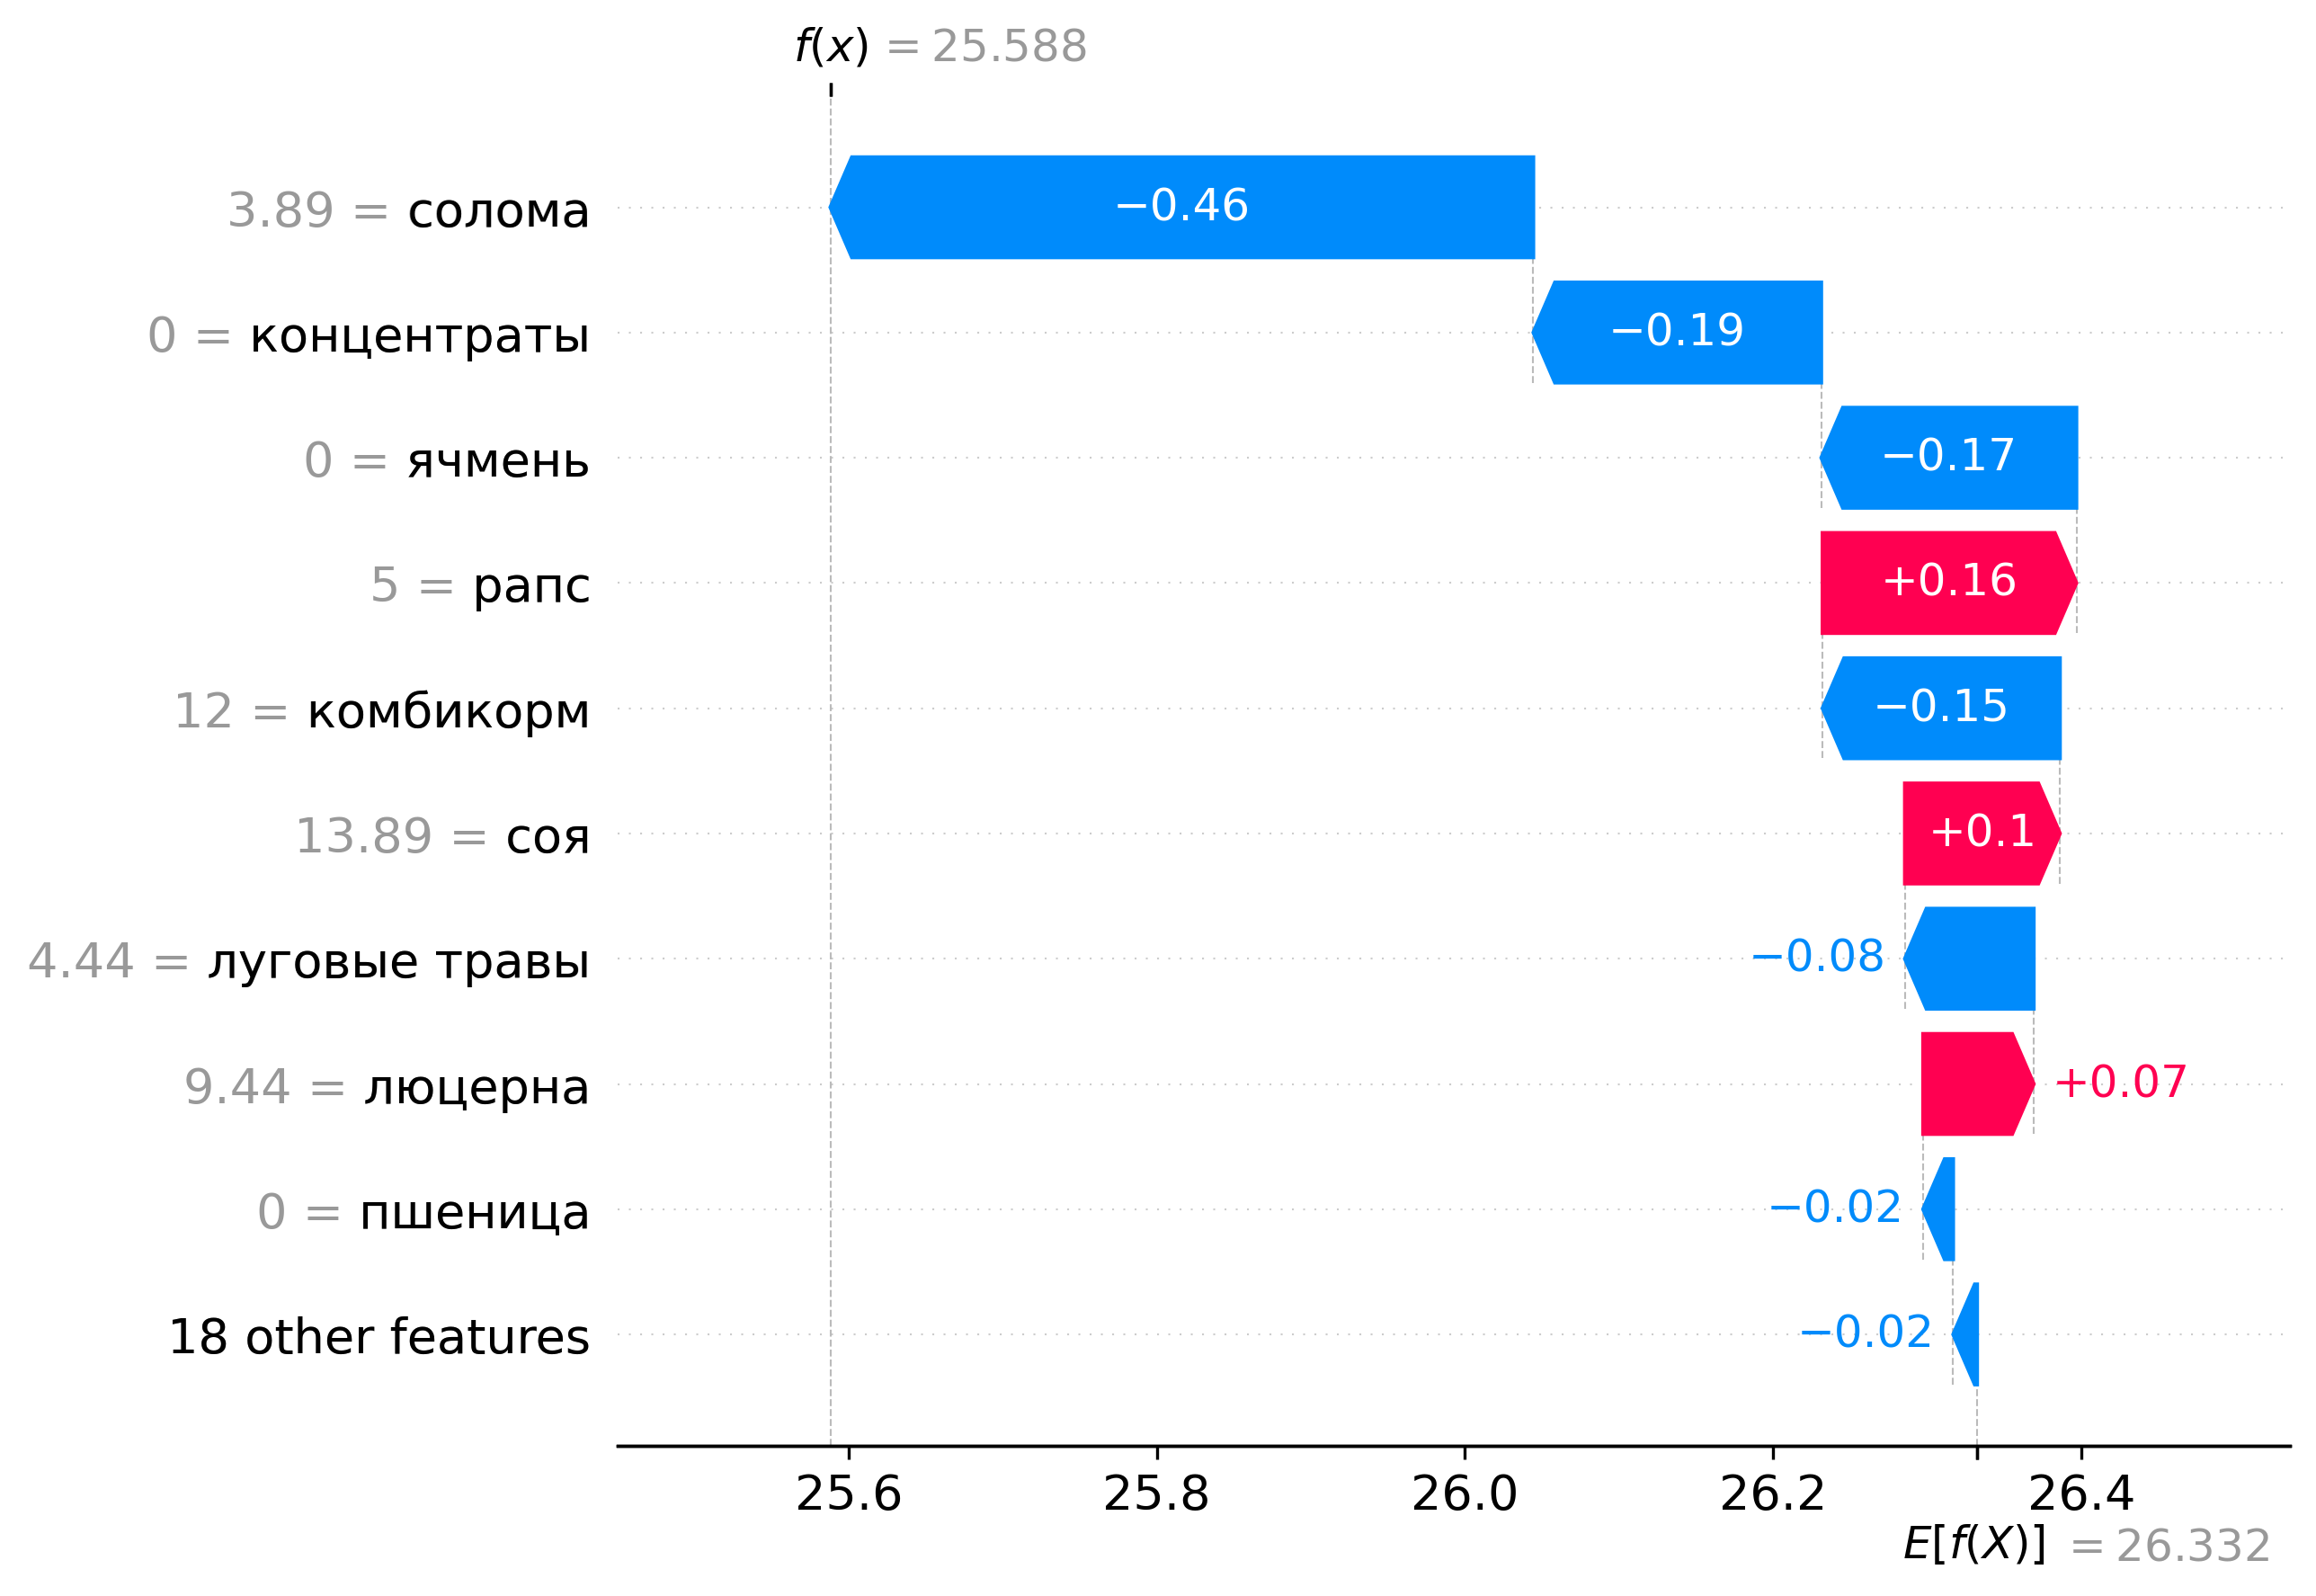 f(x) = 25.588
3.89 = солома
−0.46
0 = концентраты
−0.19
0 = ячмень
−0.17
5 = рапс
+0.16
12 = комбикорм
−0.15
13.89 = соя
+0.1
4.44 = луговые травы
−0.08
9.44 = люцерна
+0.07
0 = пшеница
−0.02
18 other features
−0.02
25.6 25.8 26.0 26.2 26.4
E[f(X)] = 26.332